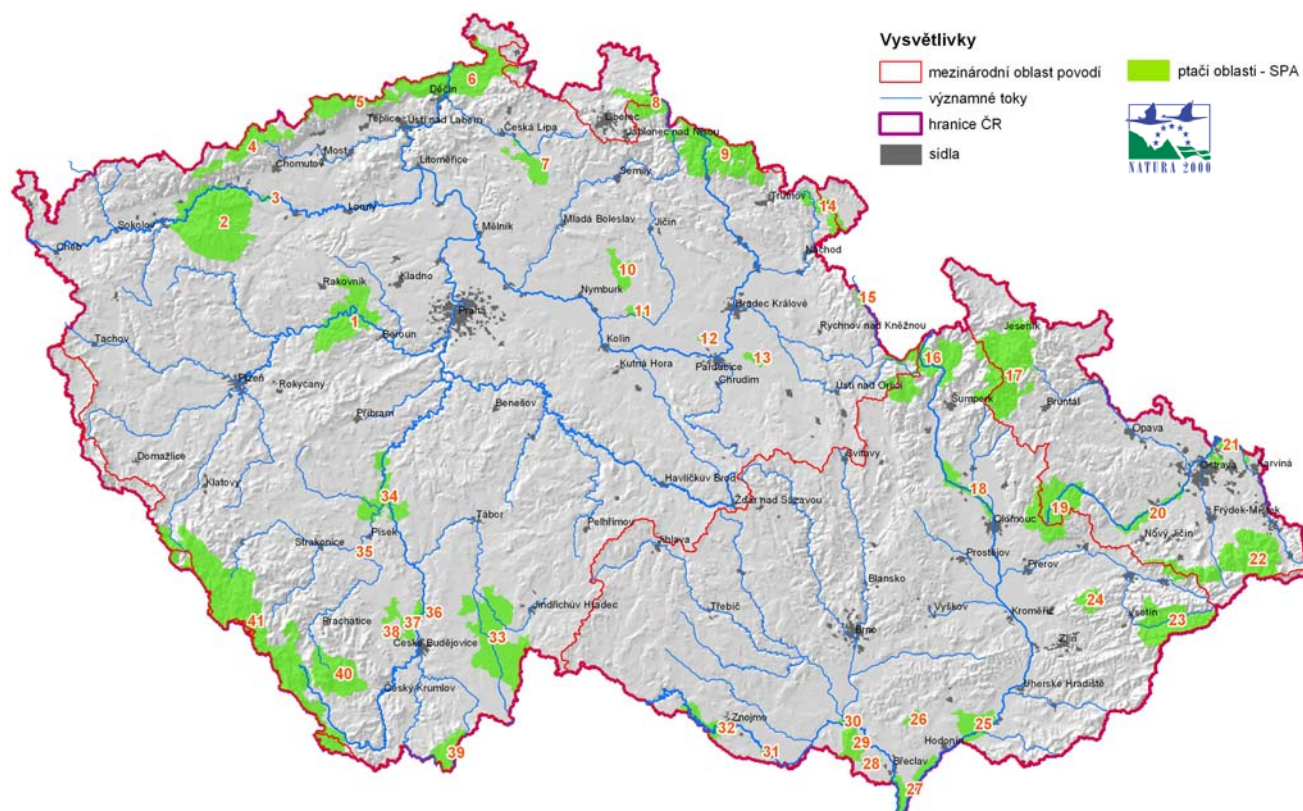 Vysvětlivky
mezinárodní oblast povodí
významné toky
hranice ČR
sídla
ptačí oblasti - SPA
NATURA 2000
6
Děčín
5
Teplice
Ústí nad Labem
Česká Lípa
8
Liberec
Jablonec nad Nisou
4
Most
Chomutov
Litoměřice
7
Semily
9
Trutnov
14
3
2
Sokolov
Louny
Mělník
Mladá Boleslav
Jičín
Cheb
Náchod
10
Rakovník
Kladno
Nymburk
11
15
1
Praha
Hradec Králové
Beroun
Rychnov nad Kněžnou
Jeseník
Tachov
Kolín
12
13
Pardubice
16
Plzeň
Rokycany
Kutná Hora
Chrudim
Ústí nad Orlicí
17
Šumperk
Bruntál
Příbram
Benešov
Opava
21
Domažlice
Svitavy
Ostrava
Karviná
Klatovy
Havlíčkův Brod
34
Žďár nad Sázavou
18
19
20
Frýdek-Místek
Tábor
Olomouc
Písek
Pelhřimov
Nový Jičín
Strakonice
35
Jihlava
Prostějov
Přerov
22
Blansko
Jindřichův Hradec
Třebíč
Vyškov
Kroměříž
24
Vsetín
23
41
Prachatice
38
37
36
33
České Budějovice
Brno
Zlín
40
Český Krumlov
Uherské Hradiště
39
32
Znojmo
30
26
25
31
29
Hodonín
28
Břeclav
27